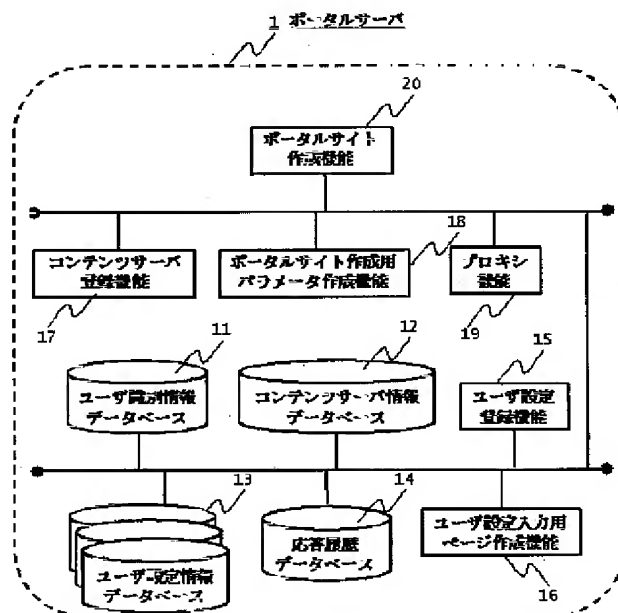 1 ポータルサーバ
20
ポータルサイト
作成機能
18
コンテンツサーバ
登録機能
ポータルサイト作成用
パラメータ作成機能
プロキシ
機能
17
19
11
12
15
ユーザ識別情報
データベース
コンテンツサーバ情報
データベース
ユーザ設定
登録機能
13
14
ユーザ設定情報
データベース
応答履歴
データベース
ユーザ設定入力用
ページ作成機能
16